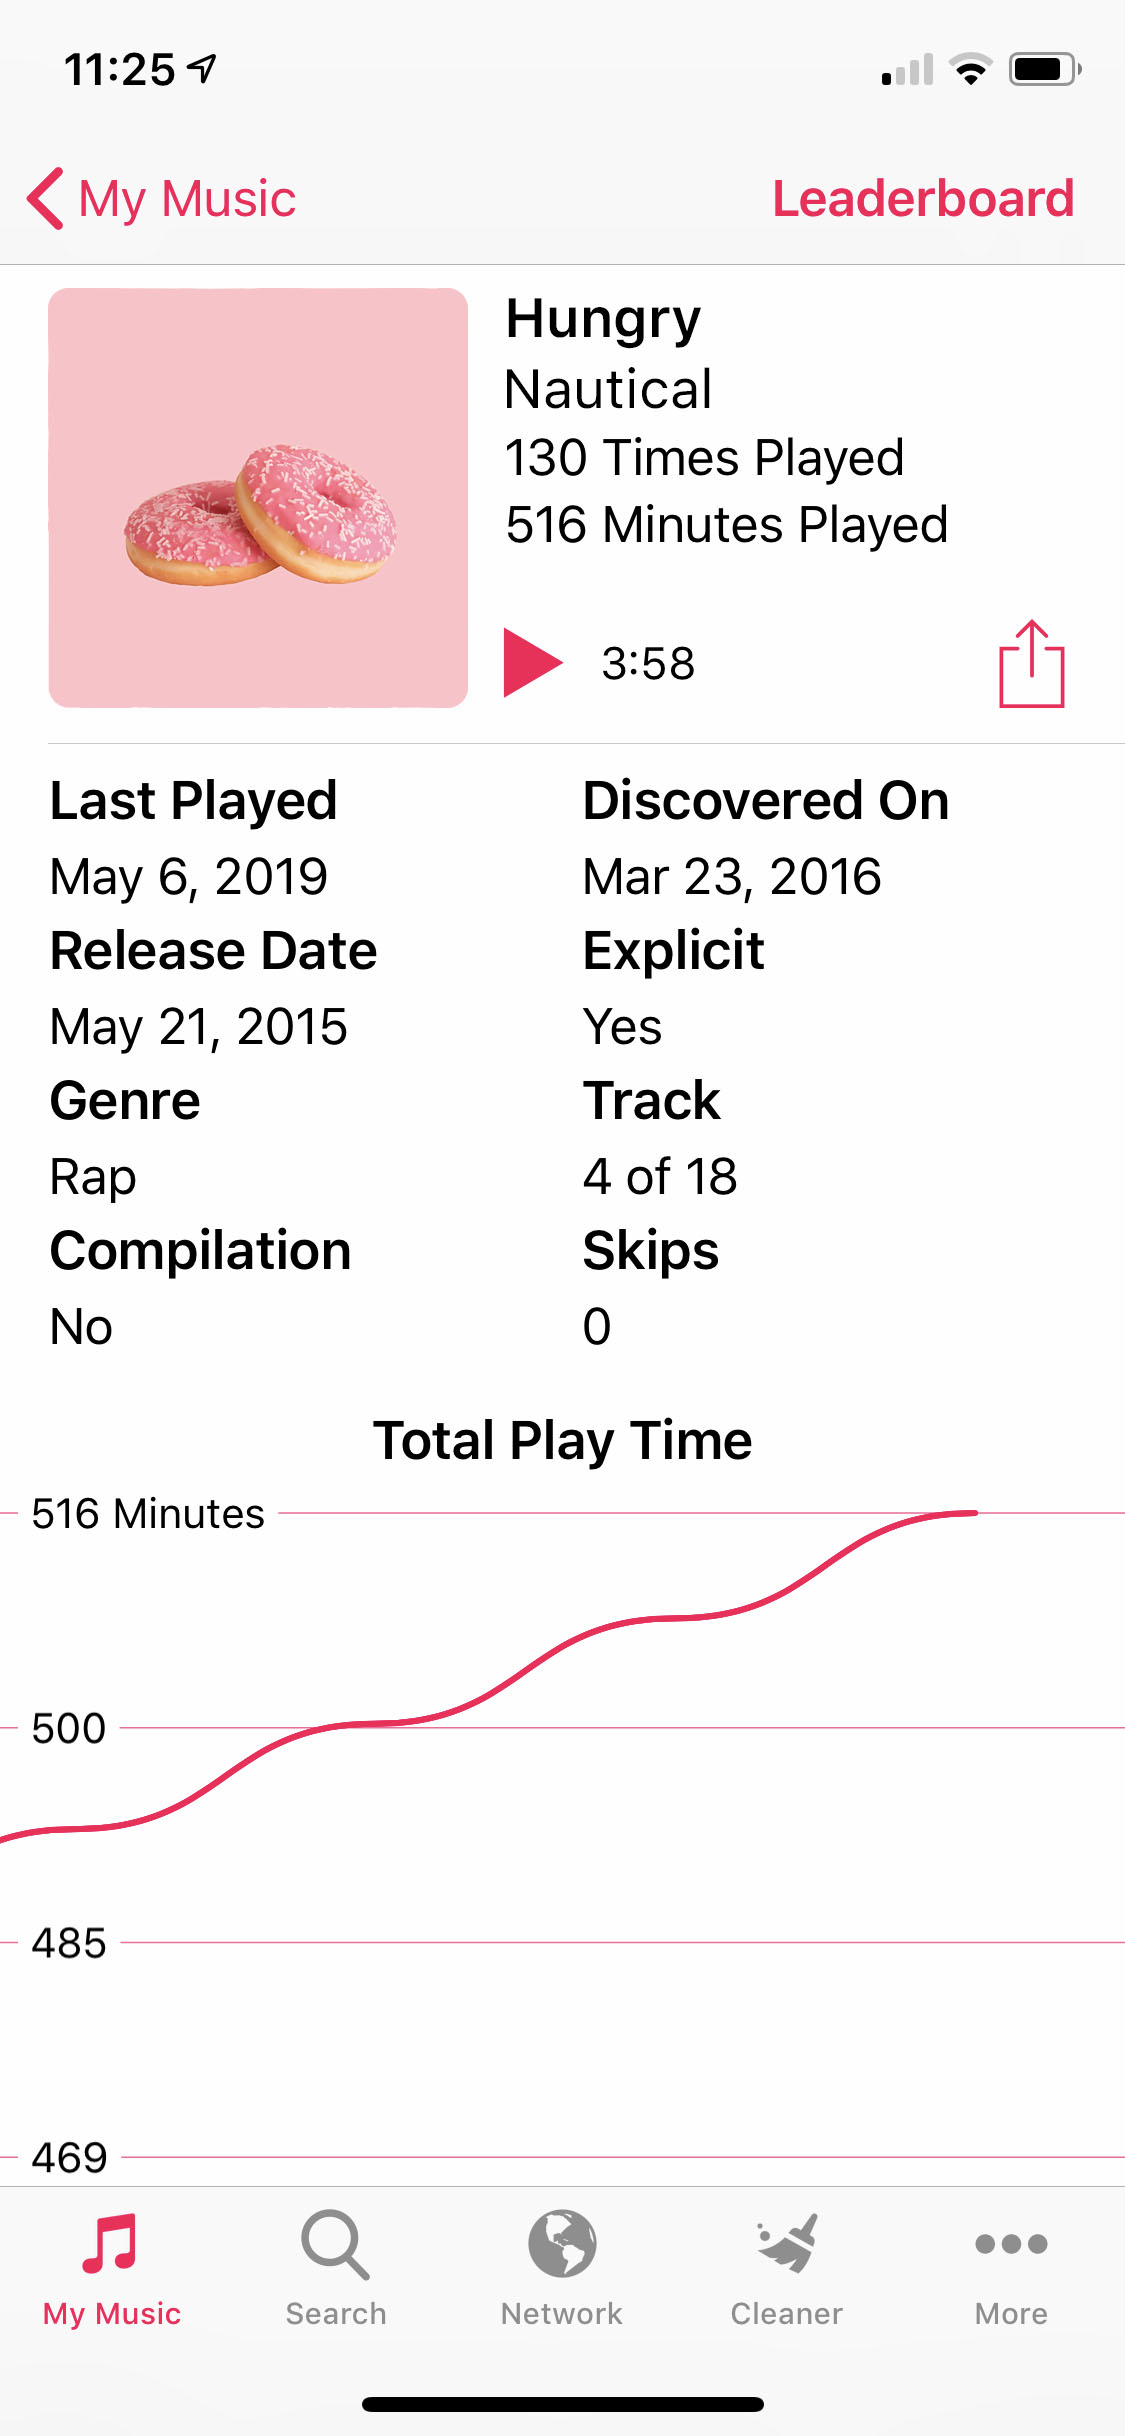 11:25
My Music
Leaderboard
Hungry
Nautical
130 Times Played
516 Minutes Played
3:58
Last Played
Discovered On
May 6, 2019
Mar 23, 2016
Release Date
Explicit
May 21, 2015
Yes
Genre
Track
Rap
4 of 18
Compilation
Skips
No
0
Total Play Time
516 Minutes
500
485
469
My Music
Search
Network
Cleaner
More